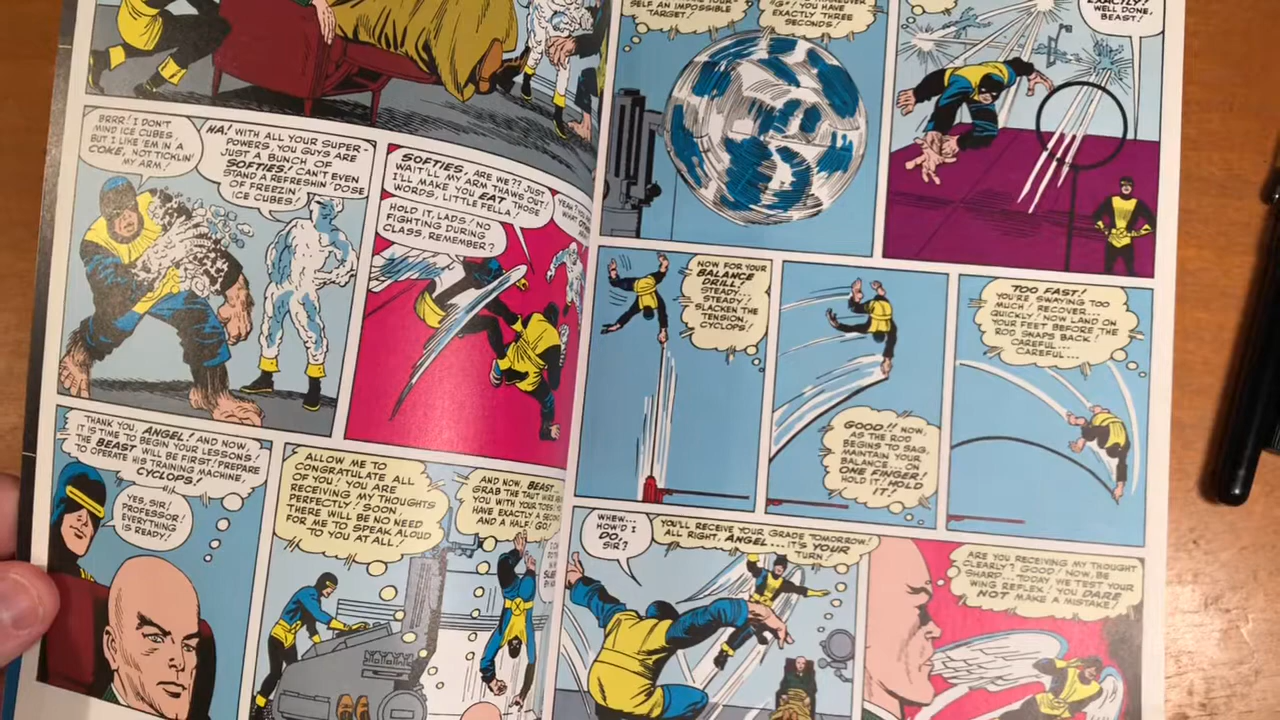 BRRR! I DON'T
MIND ICE CUBES,
BUT I LIKE 'EM IN A
COKE, NOT TICKLIN'
MY ARM!
HA! WITH ALL YOUR SUPER-
POWERS, YOU GUYS ARE
JUST A BUNCH OF
SOFTIES! CAN'T EVEN
STAND A REFRESHIN' DOSE
OF FREEZIN'
ICE CUBES!
SOFTIES, ARE WE?? JUST
WAIT'LL MY ARM THAWS OUT!
I'LL MAKE YOU EAT THOSE
WORDS, LITTLE FELLA!
HOLD IT, LADS! NO
FIGHTING DURING
CLASS, REMEMBER?
THANK YOU, ANGEL! AND NOW,
IT IS TIME TO BEGIN YOUR LESSONS!
THE BEAST WILL BE FIRST! PREPARE
TO OPERATE HIS TRAINING MACHINE,
CYCLOPS!
YES, SIR!
PROFESSOR!
EVERYTHING
IS READY!
ALLOW ME TO
CONGRATULATE ALL
OF YOU! YOU ARE
RECEIVING MY THOUGHTS
PERFECTLY! SOON,
THERE WILL BE NO NEED
FOR ME TO SPEAK ALOUD
TO YOU AT ALL!
AND NOW, BEAST...
GRAB THE TAUT WIRE
YOU WITH YOUR TOES!
HAVE EXACTLY A SECOND
AND A HALF! GO!
SELF AN IMPOSSIBLE
TARGET!
"G"! YOU HAVE
EXACTLY THREE
SECONDS!
EXACTLY!
WELL DONE,
BEAST!
NOW FOR YOUR
BALANCE
DRILL!
STEADY...
STEADY...
SLACKEN THE
TENSION,
CYCLOPS!
GOOD!! NOW,
AS THE ROD
BEGINS TO SAG,
MAINTAIN YOUR
BALANCE... ON
ONE FINGER!
HOLD IT! HOLD
IT!
TOO FAST!
YOU'RE SWAYING TOO
MUCH! RECOVER...
QUICKLY! NOW LAND ON
YOUR FEET BEFORE THE
ROD SNAPS BACK!
CAREFUL...
CAREFUL...
WHEW...
HOW'D I
DO,
SIR?
YOU'LL RECEIVE YOUR GRADE TOMORROW!
ALL RIGHT, ANGEL... IT'S YOUR
TURN!
ARE YOU RECEIVING MY THOUGHT
CLEARLY? GOOD! NOW, BE
SHARP... TODAY WE TEST YOUR
WING REFLEX! YOU DARE
NOT MAKE A MISTAKE!